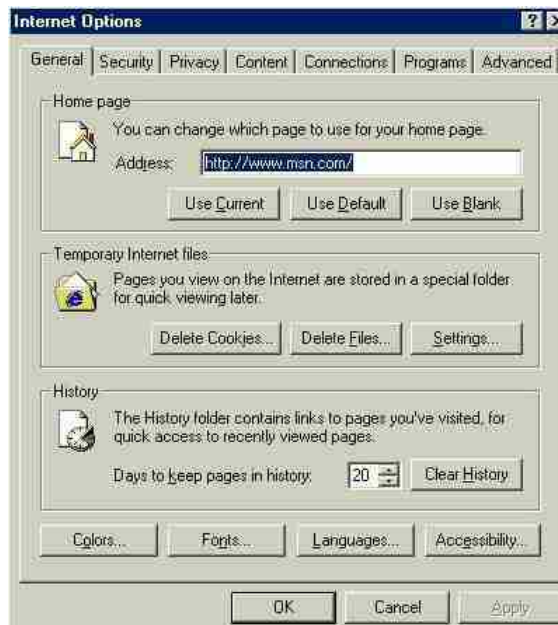 Internet Options
General Security Privacy Content Connections Programs Advanced
Home page
You can change which page to use for your home page.
Address: http://www.msn.com/
Use Current Use Default Use Blank
Temporary Internet files
Pages you view on the Internet are stored in a special folder
for quick viewing later.
Delete Cookies... Delete Files... Settings...
History
The History folder contains links to pages you've visited, for
quick access to recently viewed pages.
Days to keep pages in history: 20 Clear History
Colors... Fonts... Languages... Accessibility...
OK Cancel Apply